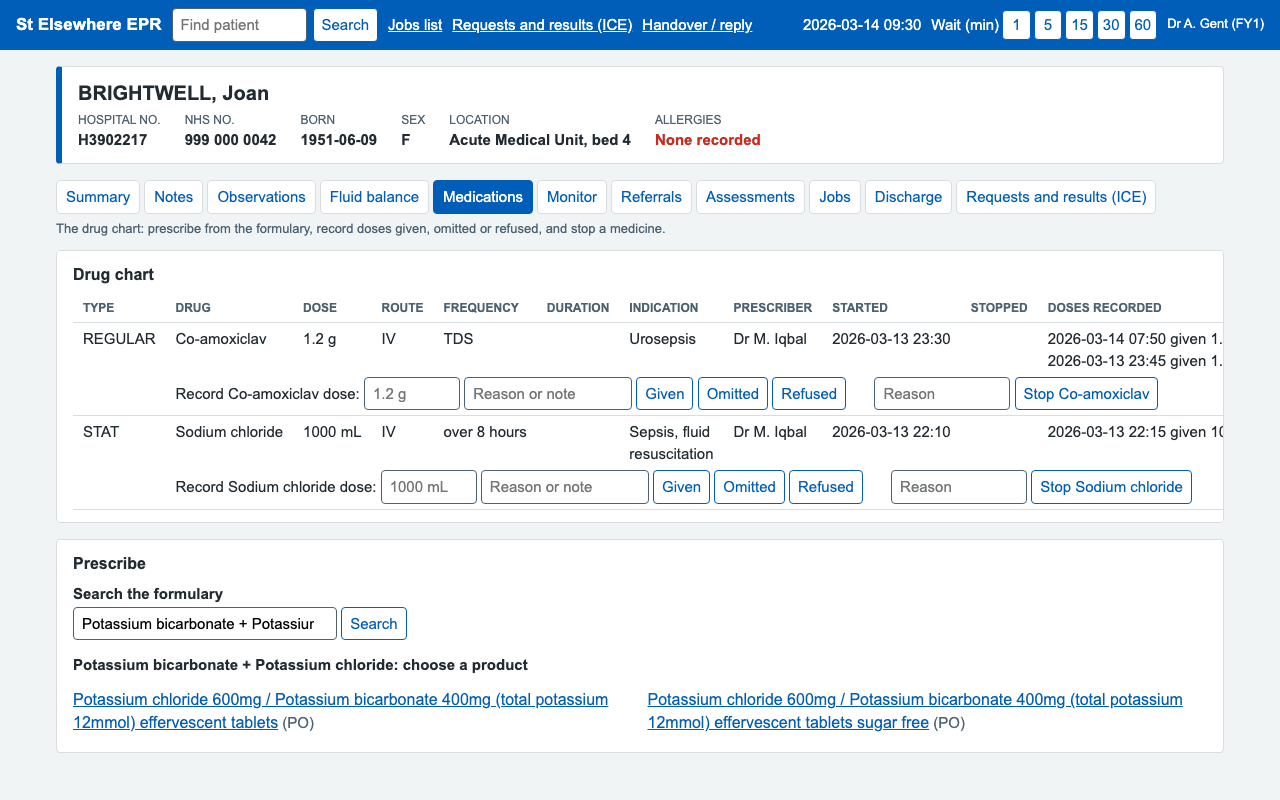 St Elsewhere EPR Find patient Search Jobs list Requests and results (ICE) Handover / reply 2026-03-14 09:30 Wait (min) 1 5 15 30 60 Dr A. Gent (FY1)
BRIGHTWELL, Joan
HOSPITAL NO. NHS NO. BORN SEX LOCATION ALLERGIES
H3902217 999 000 0042 1951-06-09 F Acute Medical Unit, bed 4 None recorded
Summary Notes Observations Fluid balance Medications Monitor Referrals Assessments Jobs Discharge Requests and results (ICE)
The drug chart: prescribe from the formulary, record doses given, omitted or refused, and stop a medicine.
Drug chart
TYPE DRUG DOSE ROUTE FREQUENCY DURATION INDICATION PRESCRIBER STARTED STOPPED DOSES RECORDED
REGULAR Co-amoxiclav 1.2 g IV TDS Urosepsis Dr M. Iqbal 2026-03-13 23:30 2026-03-14 07:50 given 1.
2026-03-13 23:45 given 1.
Record Co-amoxiclav dose: 1.2 g Reason or note Given Omitted Refused Reason Stop Co-amoxiclav
STAT Sodium chloride 1000 mL IV over 8 hours Sepsis, fluid Dr M. Iqbal 2026-03-13 22:10 2026-03-13 22:15 given 10
resuscitation
Record Sodium chloride dose: 1000 mL Reason or note Given Omitted Refused Reason Stop Sodium chloride
Prescribe
Search the formulary
Potassium bicarbonate + Potassiur Search
Potassium bicarbonate + Potassium chloride: choose a product
Potassium chloride 600mg / Potassium bicarbonate 400mg (total potassium
12mmol) effervescent tablets (PO)
Potassium chloride 600mg / Potassium bicarbonate 400mg (total potassium
12mmol) effervescent tablets sugar free (PO)